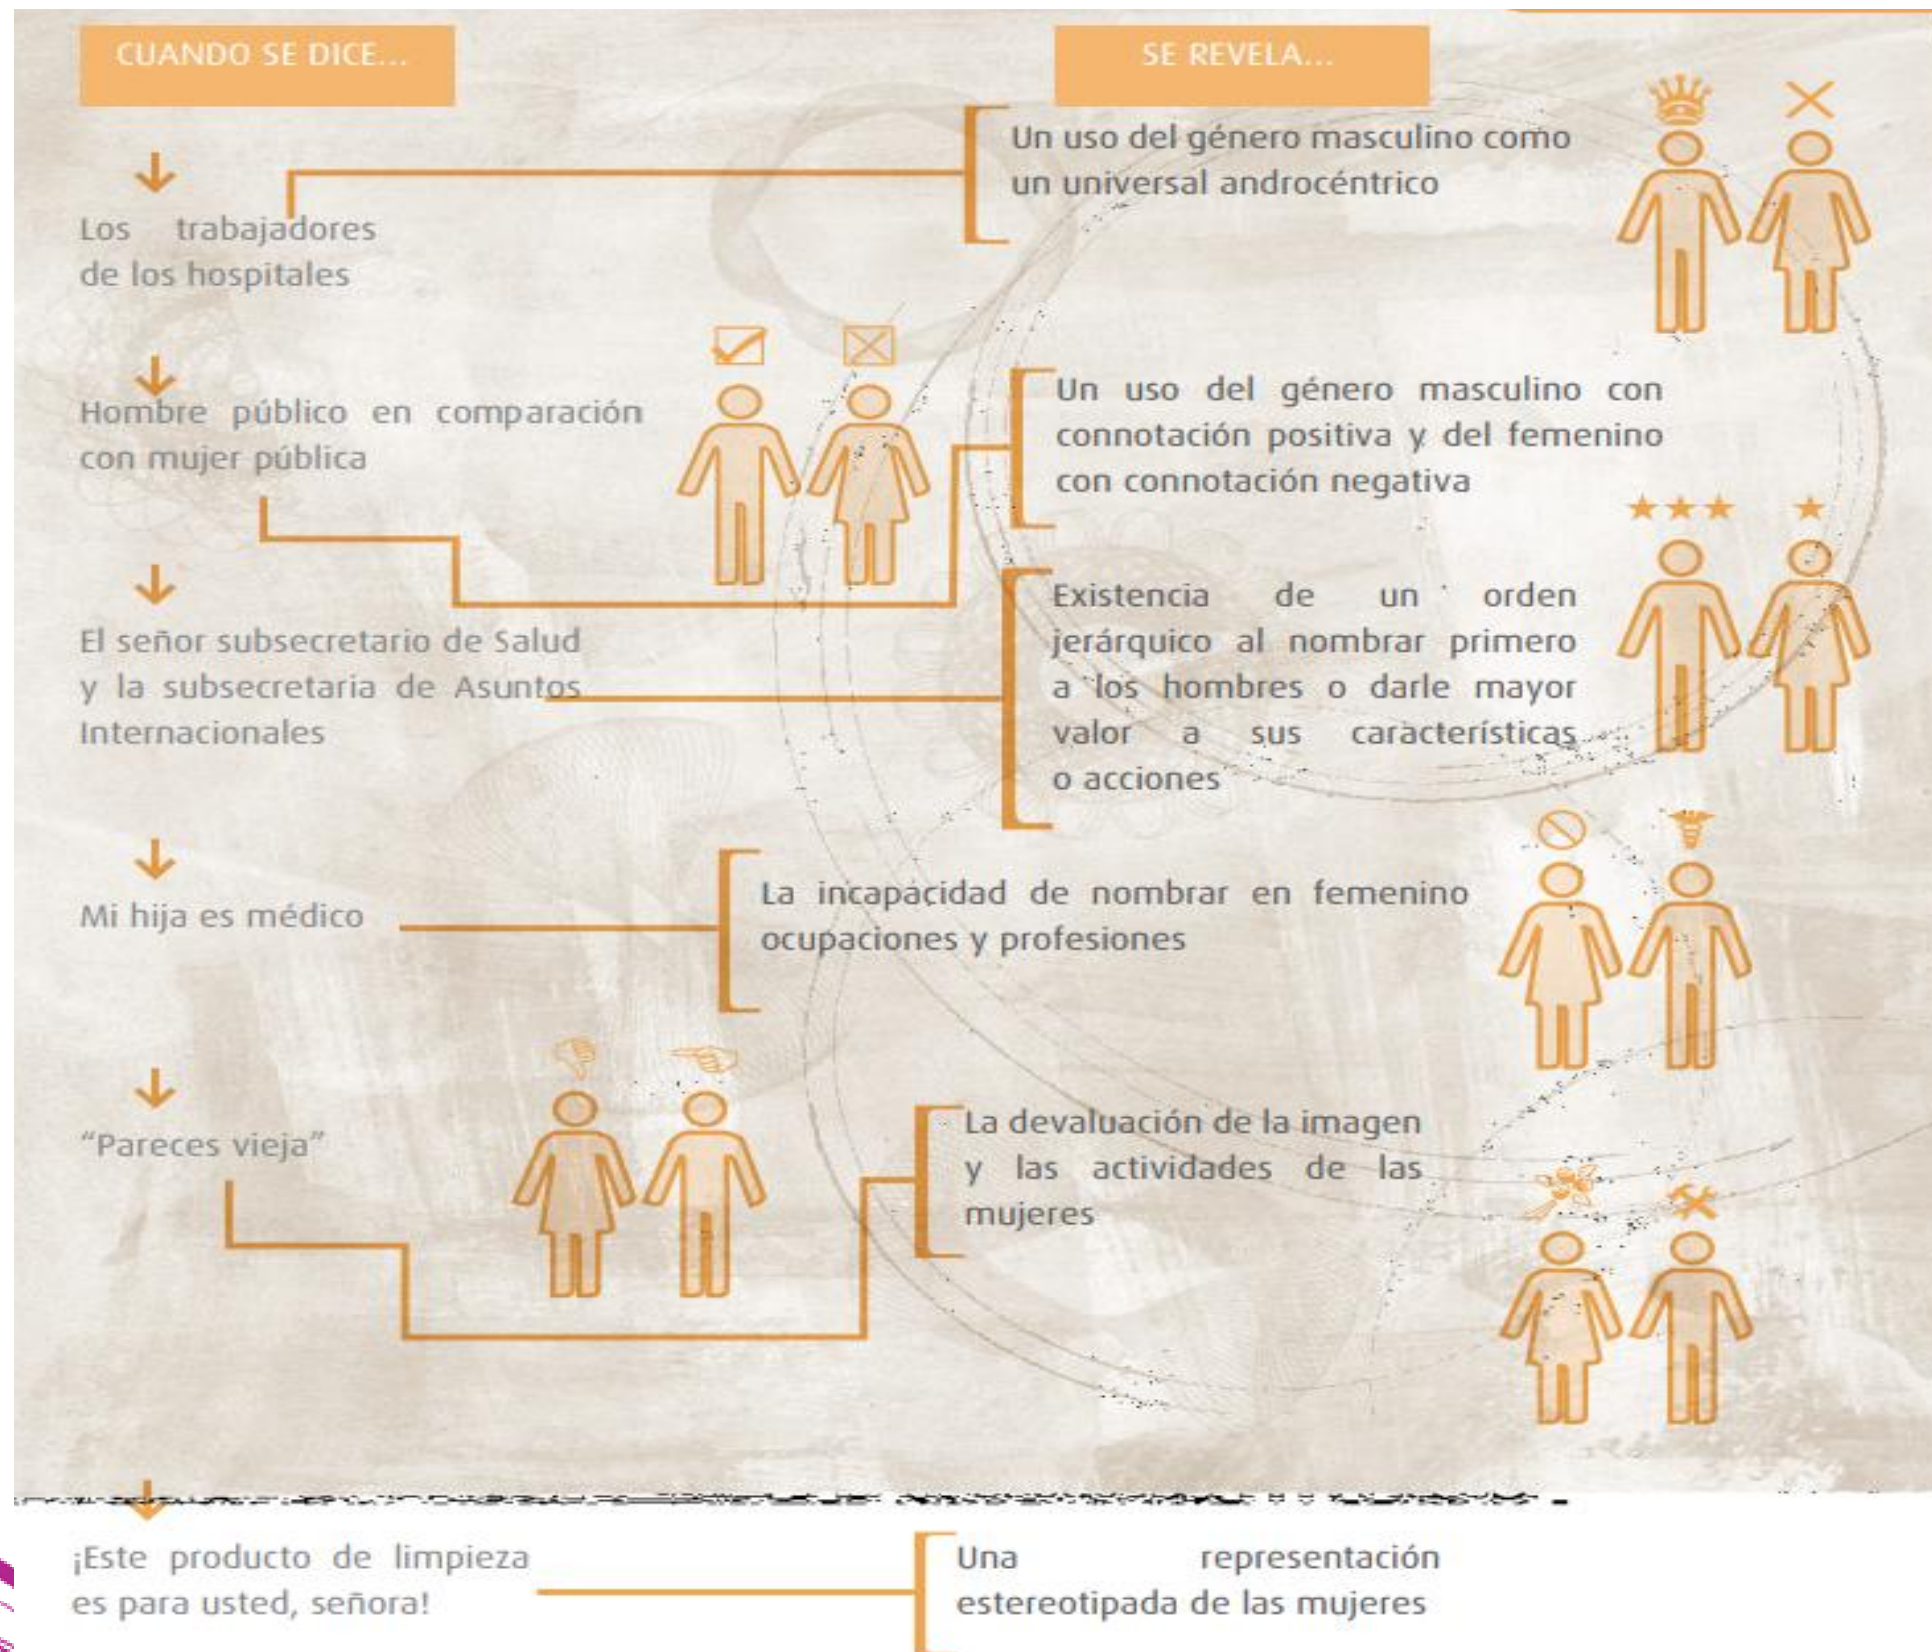 CUANDO SE DICE...
SE REVELA...
Los trabajadores
de los hospitales
Un uso del género masculino como
un universal androcéntrico
Hombre público en comparación
con mujer pública
Un uso del género masculino con
connotación positiva y del femenino
con connotación negativa
El señor subsecretario de Salud
y la subsecretaria de Asuntos
Internacionales
Existencia de un orden
jerárquico al nombrar primero
a los hombres o darle mayor
valor a sus características
o acciones
Mi hija es médico
La incapacidad de nombrar en femenino
ocupaciones y profesiones
"Pareces vieja"
La devaluación de la imagen
y las actividades de las
mujeres
¡Este producto de limpieza
es para usted, señora!
Una representación
estereotipada de las mujeres